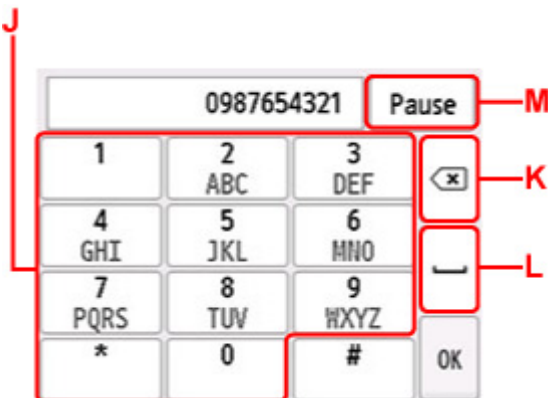 J
0987654321 Pause M
1 2 3
ABC DEF K
4 5 6
GHI JKL MNO L
7 8 9
PQRS TUV WXYZ
* 0 # OK